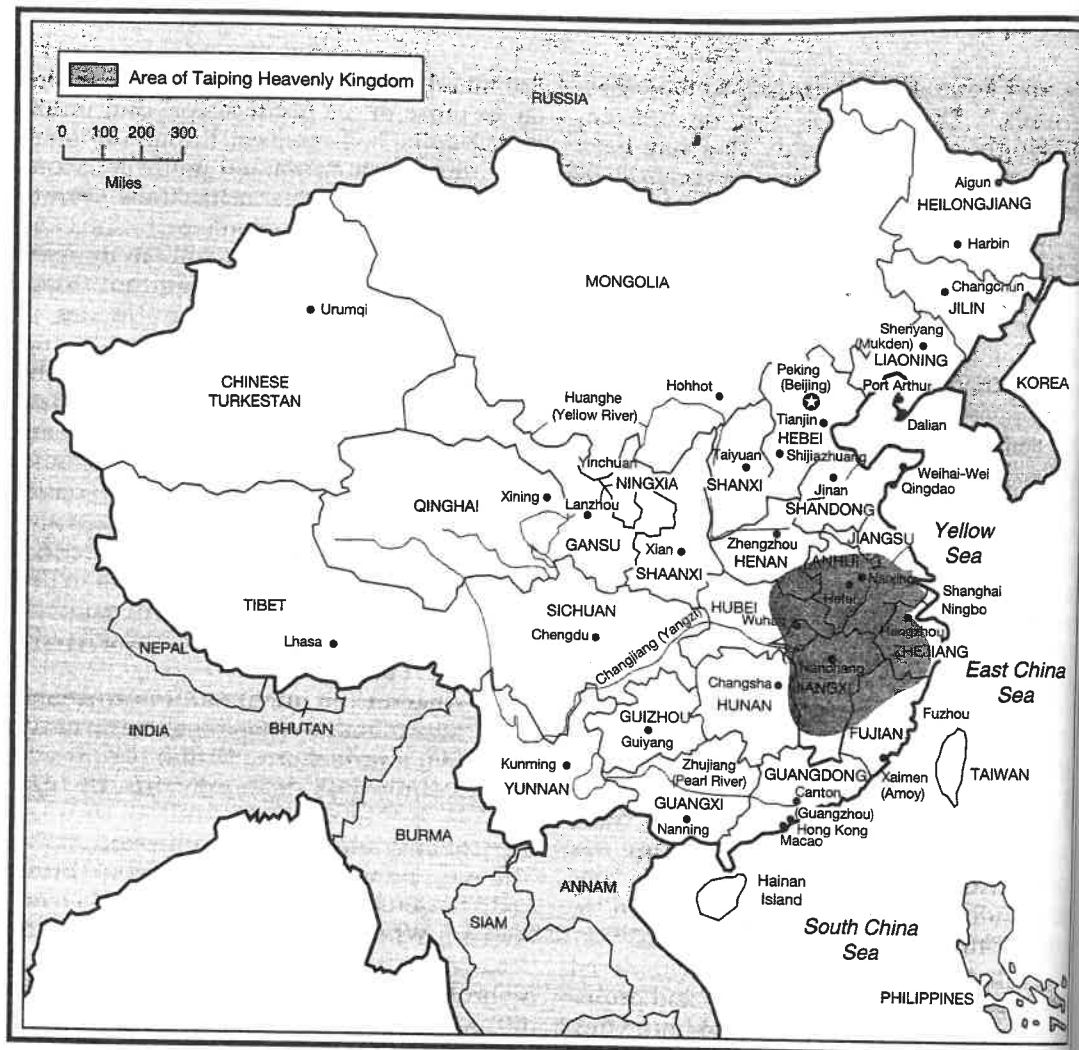 Area of Taiping Heavenly Kingdom
0 100 200 300
Miles
RUSSIA
Aigun
HEILONGJIANG
Harbin
MONGOLIA
Changchun
JILIN
Urumqi
Shenyang
(Mukden)
LIAONING
CHINESE
TURKESTAN
Huanghe
(Yellow River)
Hohhot
Peking
(Beijing)
Port Arthur
KOREA
Tianjin
HEBEI
Dalian
Yinchuan
NINGXIA
Taiyuan
SHANXI
Shijiazhuang
Weihai-Wei
Qingdao
QINGHAI
Xining
Lanzhou
GANSU
Jinan
SHANDONG
Yellow
Sea
Xian
SHAANXI
Zhengzhou
HENAN
JIANGSU
ANHUI
Nanjing
Hefei
Shanghai
Ningbo
TIBET
Lhasa
SICHUAN
Chengdu
Changjiang (Yangzi)
HUBEI
Wuhan
Hangzhou
ZHEJIANG
NEPAL
Nanchang
JIANGXI
East China
Sea
Changsha
HUNAN
INDIA
BHUTAN
GUIZHOU
Guiyang
FUJIAN
Fuzhou
Kunming
YUNNAN
Zhujiang
(Pearl River)
GUANGDONG
Canton
(Guangzhou)
Xaimen
(Amoy)
TAIWAN
GUANGXI
Nanning
Hong Kong
Macao
BURMA
ANNAM
Hainan
Island
SIAM
South China
Sea
PHILIPPINES